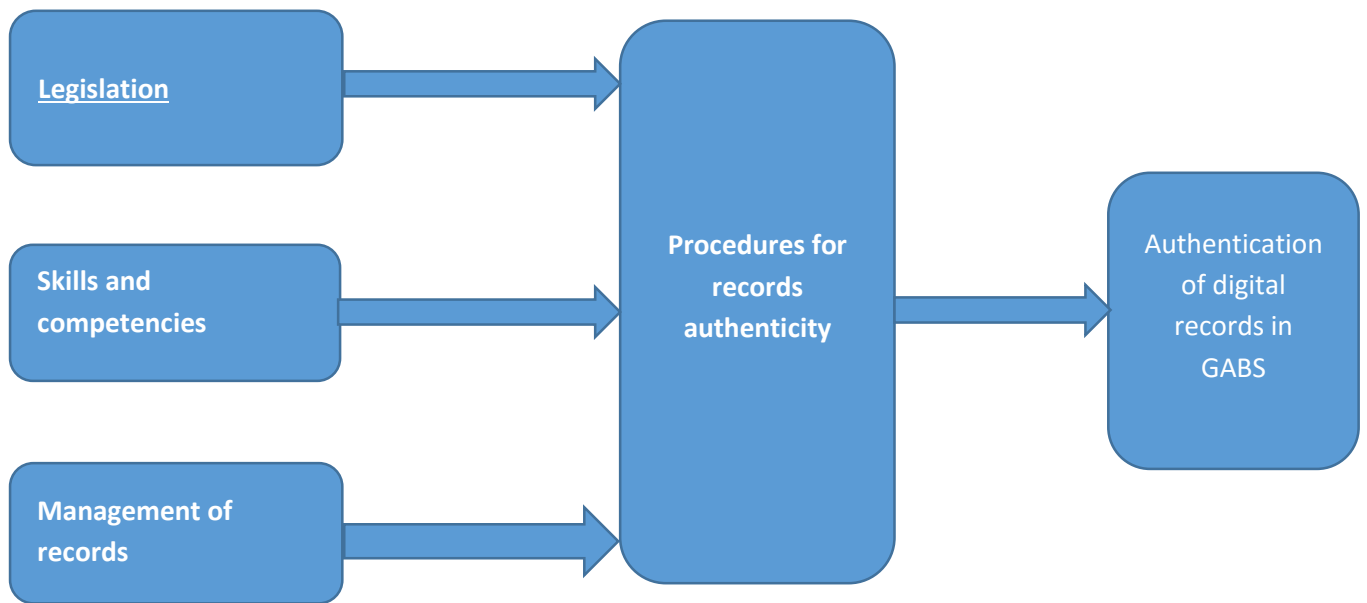 Legislation
Skills and
competencies
Management of
records
Procedures for
records
authenticity
Authentication
of digital
records in
GABS